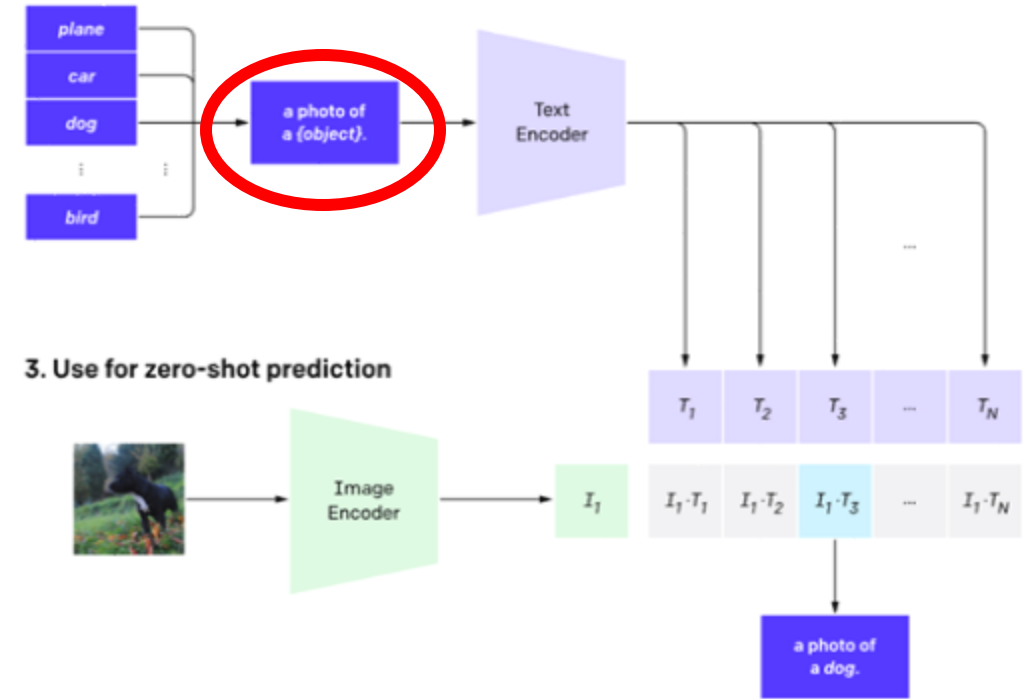 plane
car
dog
...
...
bird
a photo of
a {object}.
Text
Encoder
...
3. Use for zero-shot prediction
T1
T2
T3
...
TN
Image
Encoder
I1
I1·T1
I1·T2
I1·T3
...
I1·TN
a photo of
a dog.